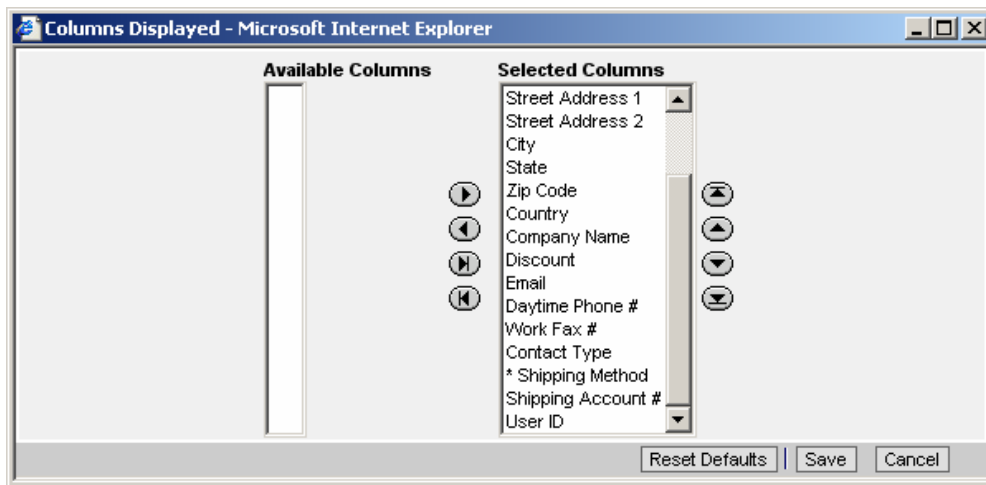 Columns Displayed - Microsoft Internet Explorer
Available Columns Selected Columns
Street Address 1
Street Address 2
City
State
Zip Code
Country
Company Name
Discount
Email
Daytime Phone #
Work Fax #
Contact Type
* Shipping Method
Shipping Account #
User ID
Reset Defaults Save Cancel